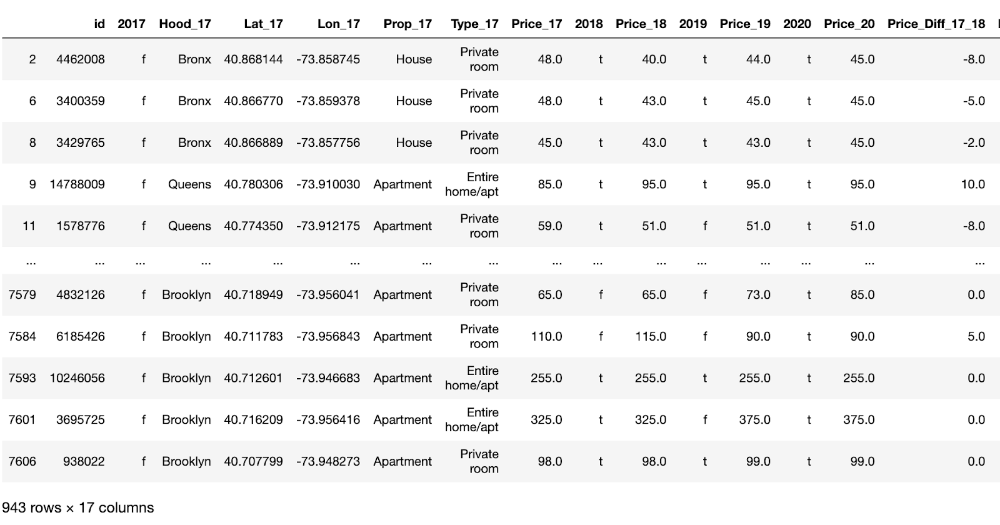 id 2017 Hood_17 Lat_17 Lon_17 Prop_17 Type_17 Price_17 2018 Price_18 2019 Price_19 2020 Price_20 Price_Diff_17_18
2 4462008 f Bronx 40.868144 -73.858745 House Private room 48.0 t 40.0 t 44.0 t 45.0 -8.0
6 3400359 f Bronx 40.866770 -73.859378 House Private room 48.0 t 43.0 t 45.0 t 45.0 -5.0
8 3429765 f Bronx 40.866889 -73.857756 House Private room 45.0 t 43.0 t 43.0 t 45.0 -2.0
9 14788009 f Queens 40.780306 -73.910030 Apartment Entire home/apt 85.0 t 95.0 t 95.0 t 95.0 10.0
11 1578776 f Queens 40.774350 -73.912175 Apartment Private room 59.0 t 51.0 f 51.0 t 51.0 -8.0
... ... ... ... ... ... ... ... ... ... ... ... ... ... ... ...
7579 4832126 f Brooklyn 40.718949 -73.956041 Apartment Private room 65.0 f 65.0 f 73.0 t 85.0 0.0
7584 6185426 f Brooklyn 40.711783 -73.956843 Apartment Private room 110.0 f 115.0 f 90.0 t 90.0 5.0
7593 10246056 f Brooklyn 40.712601 -73.946683 Apartment Entire home/apt 255.0 t 255.0 t 255.0 t 255.0 0.0
7601 3695725 f Brooklyn 40.716209 -73.956416 Apartment Entire home/apt 325.0 t 325.0 f 375.0 t 375.0 0.0
7606 938022 f Brooklyn 40.707799 -73.948273 Apartment Private room 98.0 t 98.0 t 99.0 t 99.0 0.0
943 rows × 17 columns